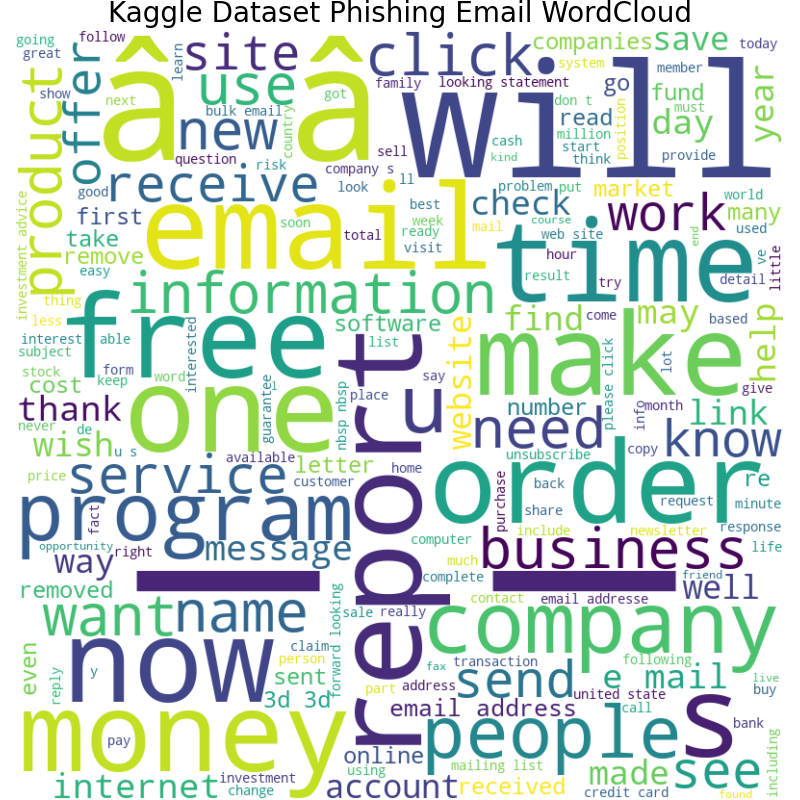 Kaggle Dataset Phishing Email WordCloud
going
follow
great
learn
site
click
companies
save
today
show
offer
â â
will
system
member
next
use
family
looking statement
got
don t
go
fund
must
year
product
bulk email
country
new
read
position
day
cash
million
question
sell
start
provide
kind
think
risk
company s
good
receive
look
ll
problem
put
market
world
investment advice
first
email
best
check
work
many
used
soon
week
mail
course
take
total
ready
web site
end
remove
visit
hour
time
ve
little
easy
information
result
try
detail
thing
less
free
software
website
find
come
may
based
help
interest
able
interested
list
make
lot
subject
report
say
please click
stock
form
word
guarantee
nbsp nbsp
place
give
cost
keep
one
u
number
info
month
link
thank
need
never
de
know
wish
u s
available
unsubscribe
copy
service
letter
home
order
re
price
customer
back
request
minute
program
fact
purchase
share
response
message
computer
include
newsletter
opportunity
right
much
business
life
way
_ _
complete
friend
well
removed
name
forward looking
contact
email addresse
want
sale
really
company
now
claim
person
fax
transaction
following
even
reply
y
sent
address
send
e mail
live
3d 3d
part
united state
buy
money
email address
people
s
call
bank
pay
online
including
internet
investment
using
mailing list
made
see
change
account
received
credit card
found